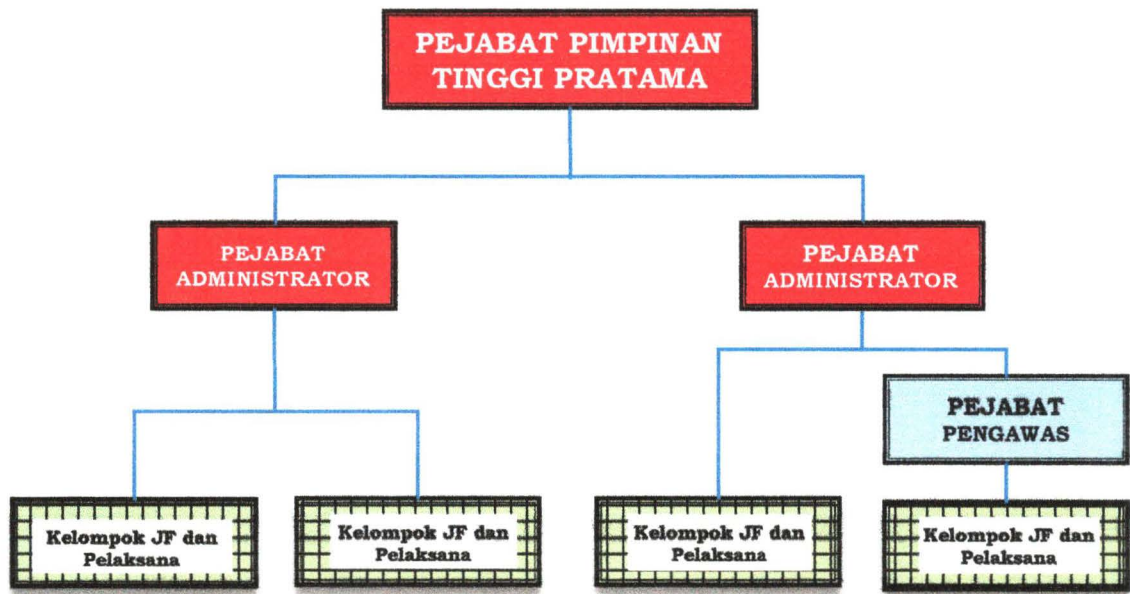 PEJABAT PIMPINAN
TINGGI PRATAMA
PEJABAT
ADMINISTRATOR
PEJABAT
ADMINISTRATOR
PEJABAT
PENGAWAS
Kelompok JF dan
Pelaksana
Kelompok JF dan
Pelaksana
Kelompok JF dan
Pelaksana
Kelompok JF dan
Pelaksana